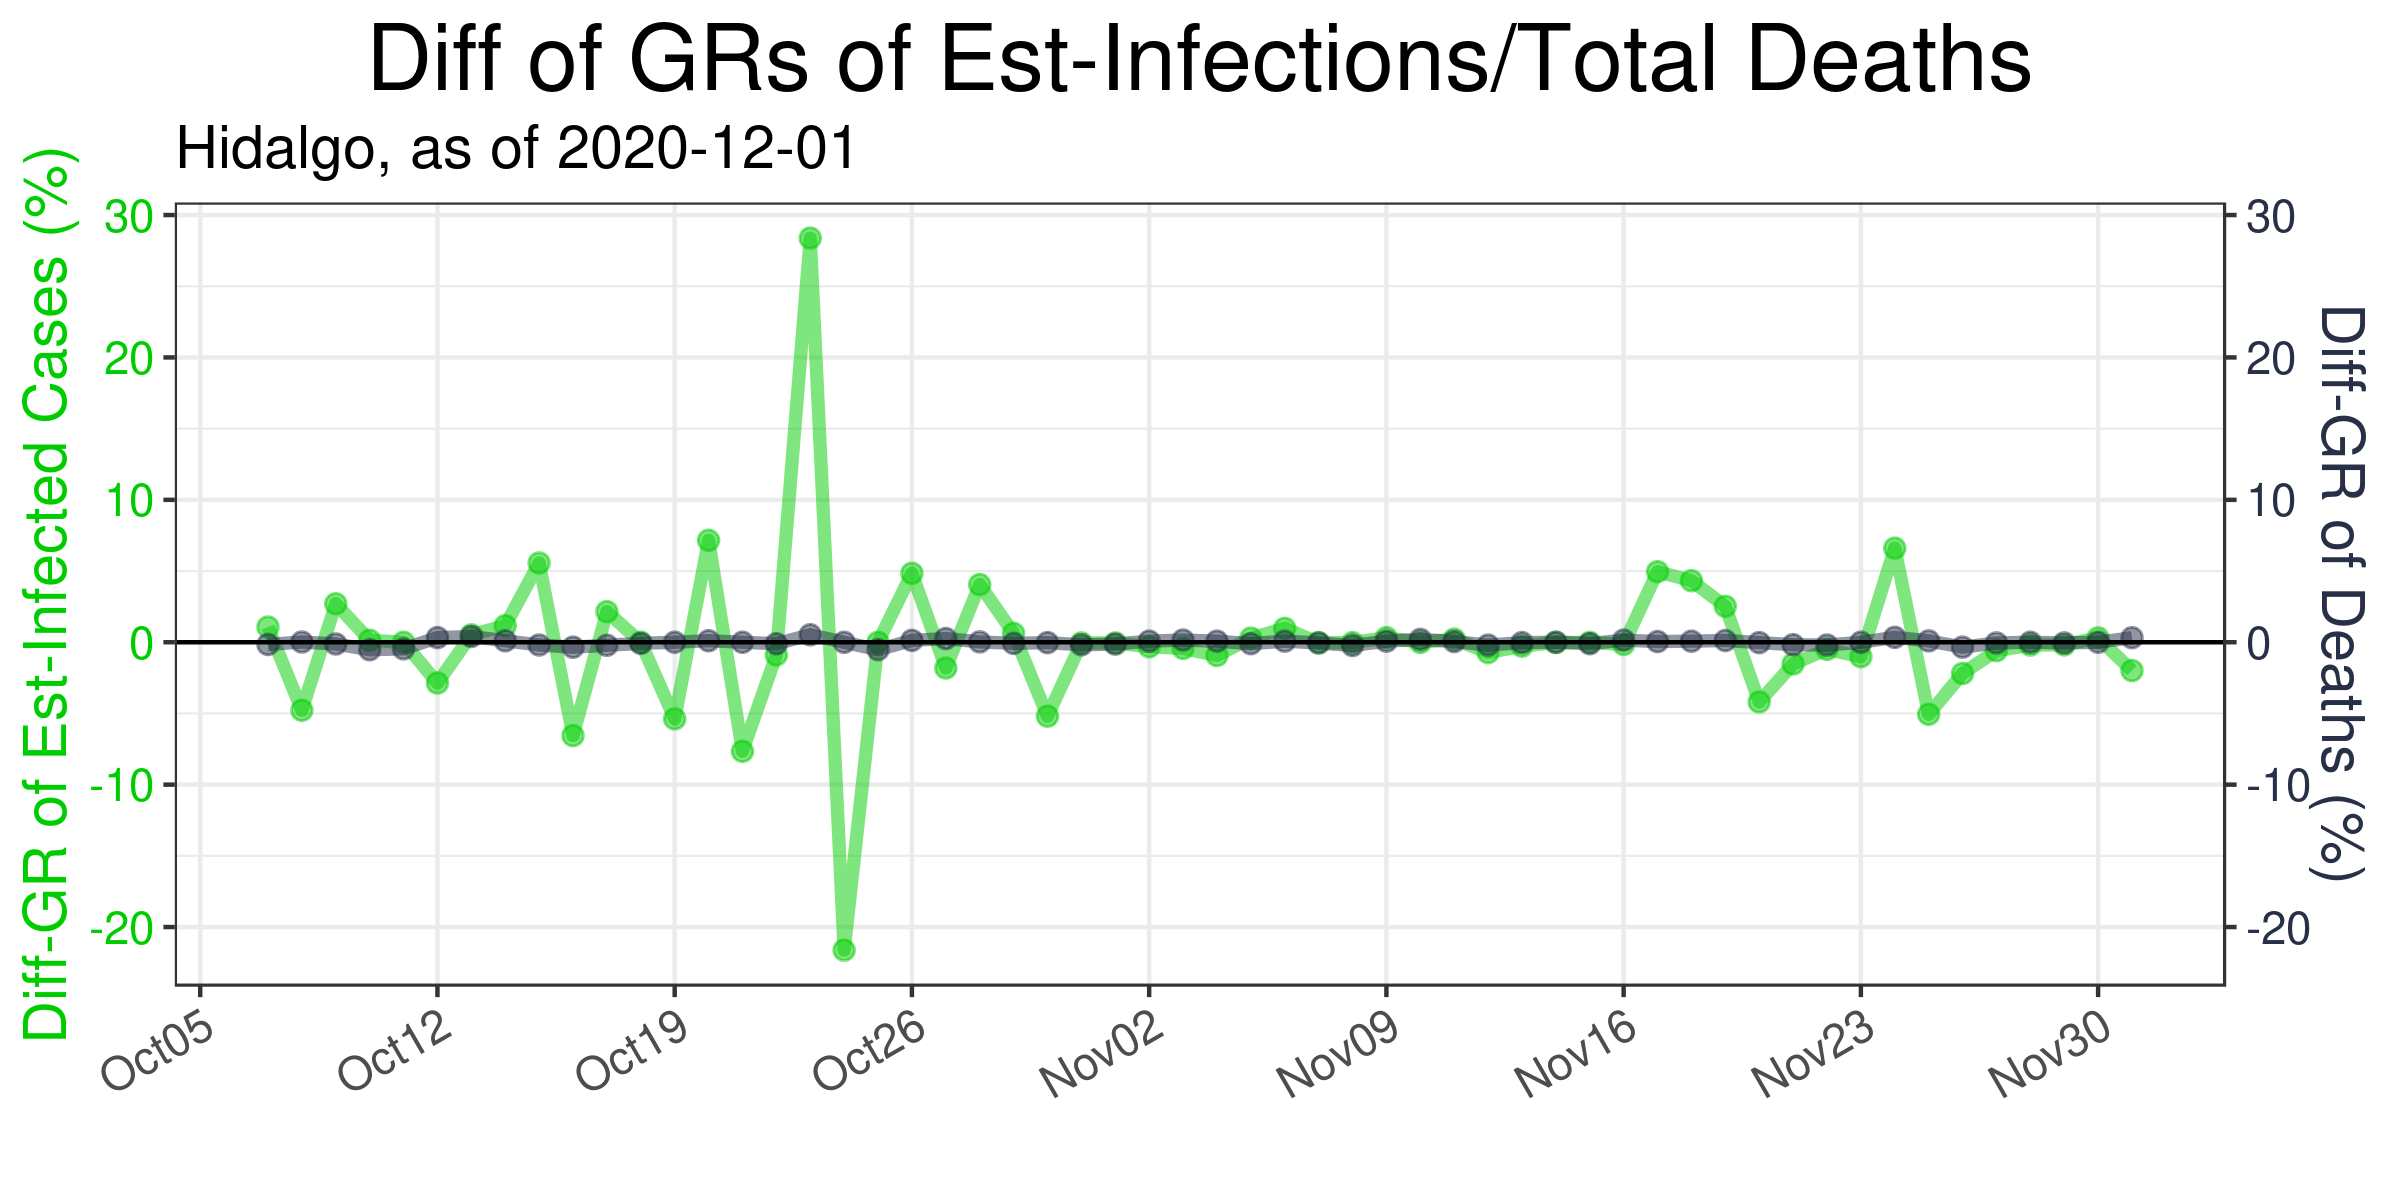 Diff of GRs of Est-Infections/Total Deaths
Hidalgo, as of 2020-12-01
Diff-GR of Est-Infected Cases (%)
30
20
10
0
-10
-20
30
20
10
0
-10
-20
Diff-GR of Deaths (%)
Oct05
Oct12
Oct19
Oct26
Nov02
Nov09
Nov16
Nov23
Nov30